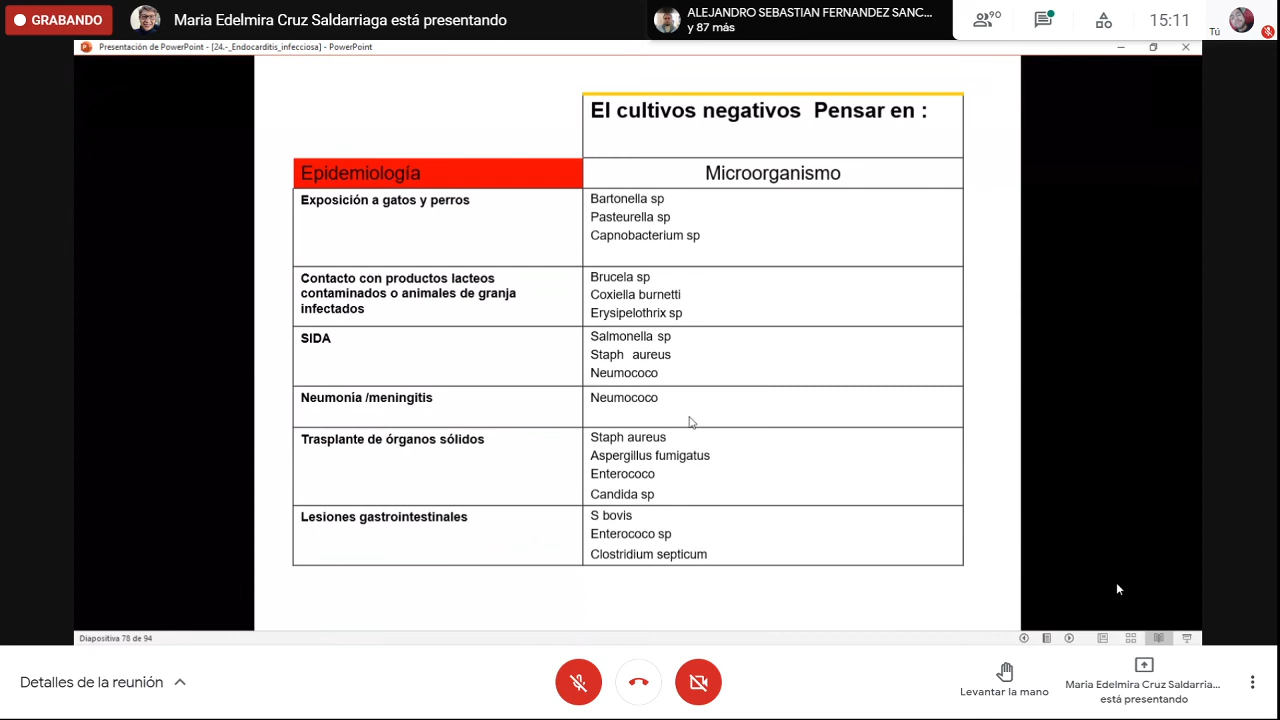 GRABANDO
Maria Edelmira Cruz Saldarriaga está presentando
ALEJANDRO SEBASTIAN FERNANDEZ SANC...
y 87 más
90
15:11
Tú
Presentación de PowerPoint - [24.-_Endocarditis_infecciosa] - PowerPoint
El cultivos negativos Pensar en :
Epidemiología
Microorganismo
Exposición a gatos y perros
Bartonella sp
Pasteurella sp
Capnobacterium sp
Contacto con productos lacteos
contaminados o animales de granja
infectados
Brucela sp
Coxiella burnetti
Erysipelothrix sp
SIDA
Salmonella sp
Staph aureus
Neumococo
Neumonía /meningitis
Neumococo
Trasplante de órganos sólidos
Staph aureus
Aspergillus fumigatus
Enterococo
Candida sp
Lesiones gastrointestinales
S bovis
Enterococo sp
Clostridium septicum
Diapositiva 78 de 94
Detalles de la reunión
Levantar la mano
Maria Edelmira Cruz Saldarria...
está presentando